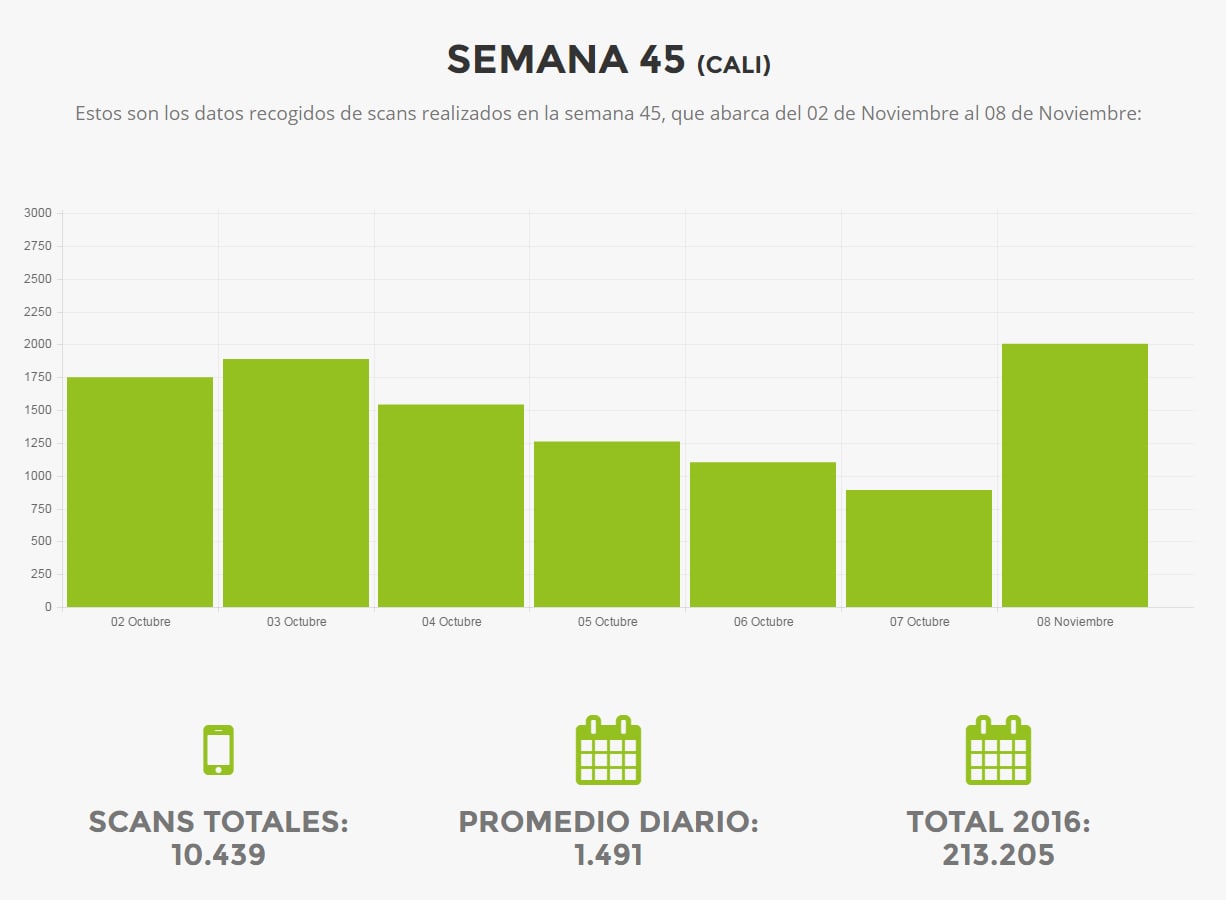 SEMANA 45 (CALI)
Estos son los datos recogidos de scans realizados en la semana 45, que abarca del 02 de Noviembre al 08 de Noviembre:
3000
2750
2500
2250
2000
1750
1500
1250
1000
750
500
250
0
02 Octubre
03 Octubre
04 Octubre
05 Octubre
06 Octubre
07 Octubre
08 Noviembre
SCANS TOTALES:
10.439
PROMEDIO DIARIO:
1.491
TOTAL 2016:
213.205